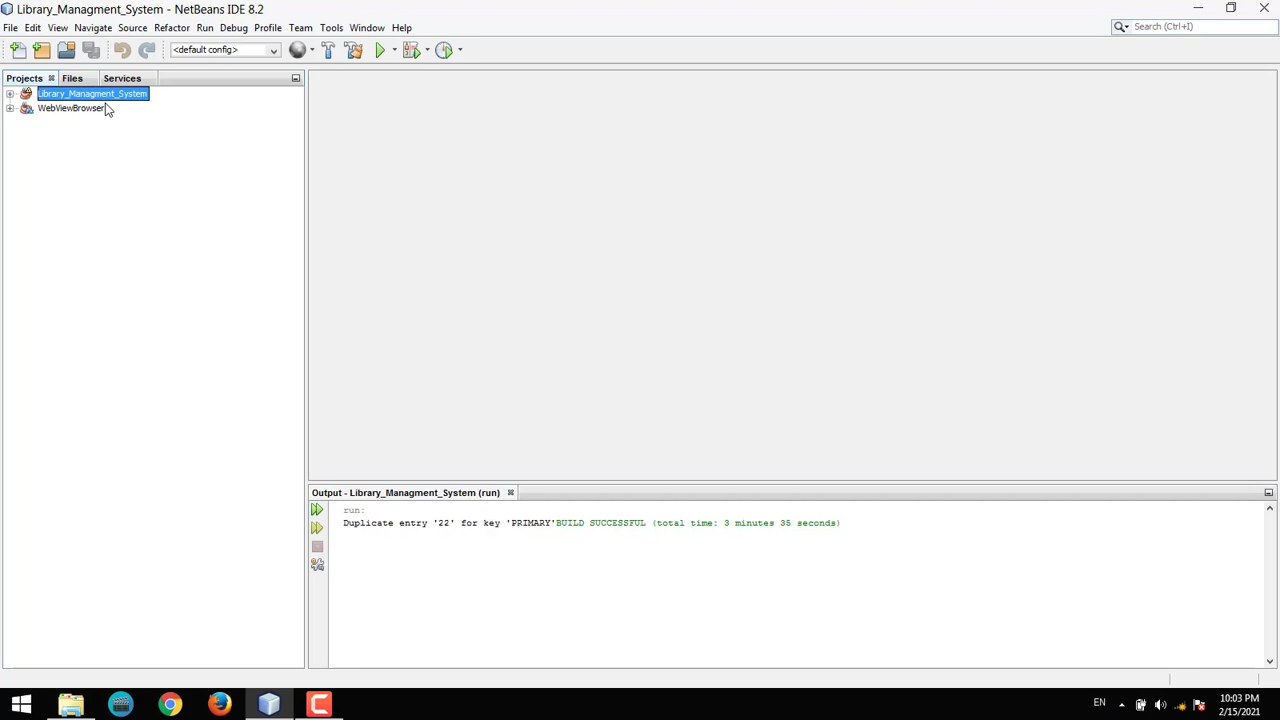 Library_Managment_System - NetBeans IDE 8.2
File Edit View Navigate Source Refactor Run Debug Profile Team Tools Window Help
Search (Ctrl+I)
<default config>
Projects Files Services
Library_Managment_System
WebViewBrowser
Output - Library_Managment_System (run)
run:
Duplicate entry '22' for key 'PRIMARY'BUILD SUCCESSFUL (total time: 3 minutes 35 seconds)
EN
10:03 PM
2/15/2021